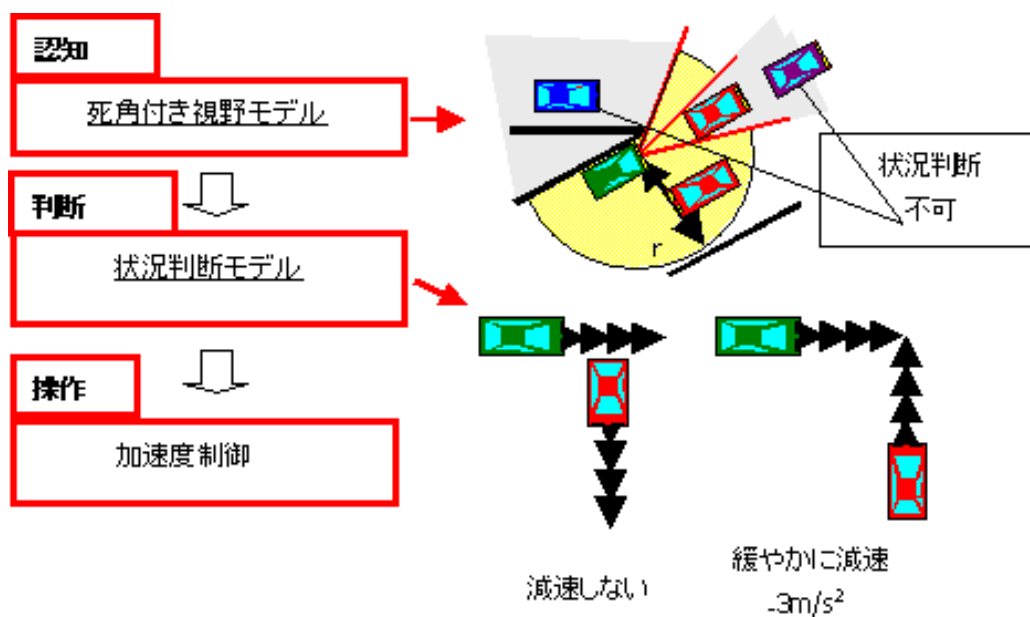 認知
死角付き視野モデル
判断
状況判断モデル
操作
加速度制御
状況判断
不可
r
減速しない
緩やかに減速
-3m/s²